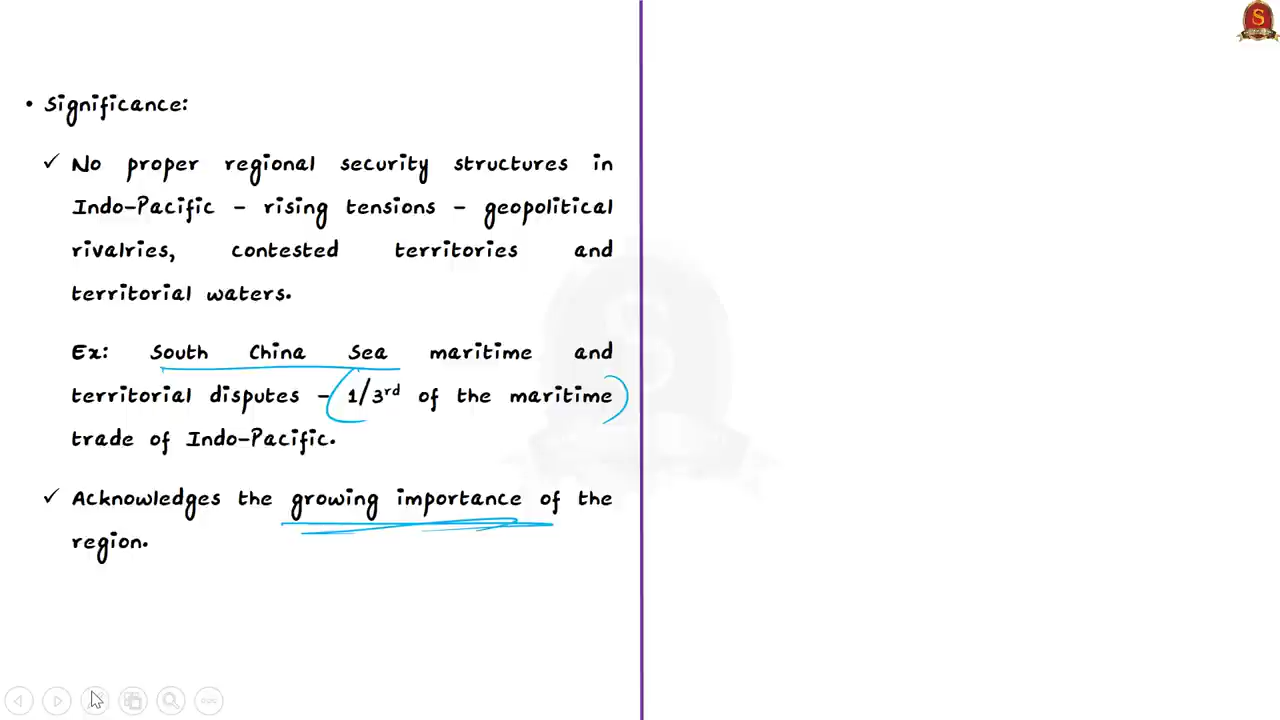 • Significance:
✓ No proper regional security structures in
Indo-Pacific – rising tensions – geopolitical
rivalries, contested territories and
territorial waters.
Ex: South China Sea maritime and
territorial disputes – 1/3rd of the maritime
trade of Indo-Pacific.
✓ Acknowledges the growing importance of the
region.
S